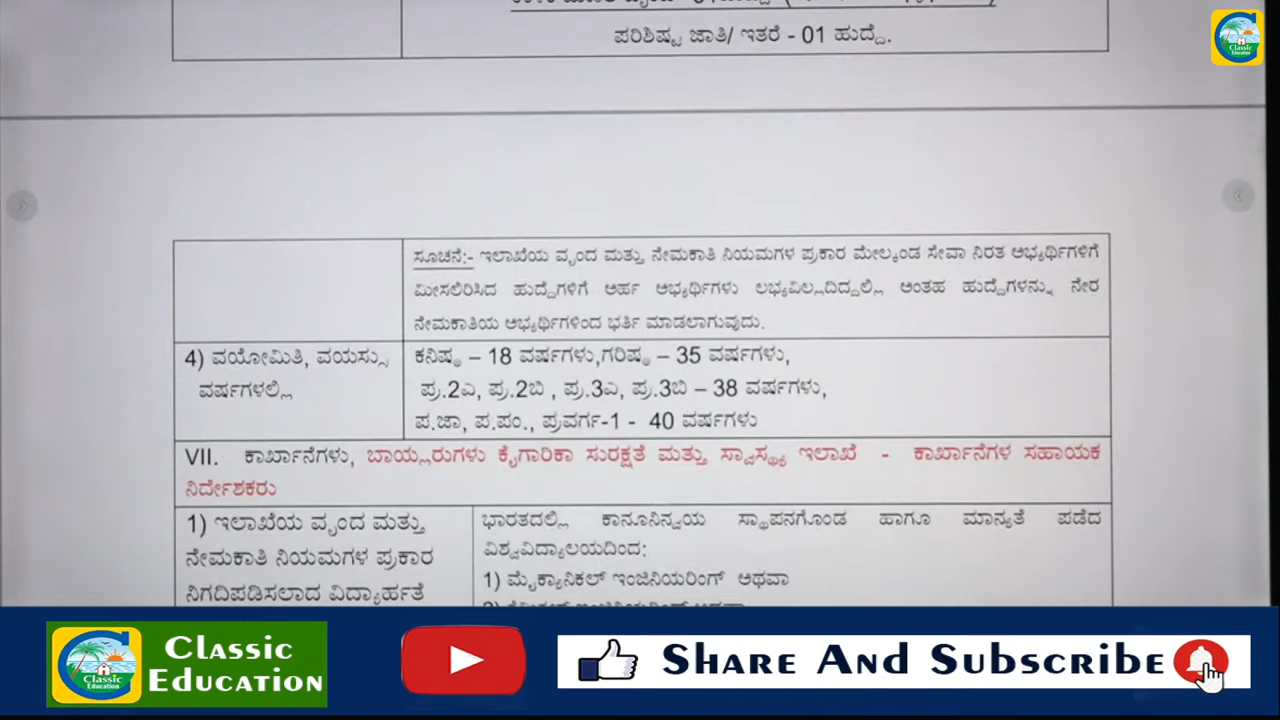 ಪರಿಶಿಷ್ಟ ಜಾತಿ/ ಇತರೆ - 01 ಹುದ್ದೆ.
Classic
Education
ಸೂಚನೆ:- ಇಲಾಖೆಯ ವೃಂದ ಮತ್ತು ನೇಮಕಾತಿ ನಿಯಮಗಳ ಪ್ರಕಾರ ಮೇಲ್ಕಂಡ ಸೇವಾ ನಿರತ ಅಭ್ಯರ್ಥಿಗಳಿಗೆ
ಮೀಸಲಿರಿಸಿದ ಹುದ್ದೆಗಳಿಗೆ ಅರ್ಹ ಅಭ್ಯರ್ಥಿಗಳು ಲಭ್ಯವಿಲ್ಲದಿದ್ದಲ್ಲಿ ಅಂತಹ ಹುದ್ದೆಗಳನ್ನು ನೇರ
ನೇಮಕಾತಿಯ ಅಭ್ಯರ್ಥಿಗಳಿಂದ ಭರ್ತಿ ಮಾಡಲಾಗುವುದು.
4) ವಯೋಮಿತಿ, ವಯಸ್ಸು
ವರ್ಷಗಳಲ್ಲಿ
ಕನಿಷ್ಠ – 18 ವರ್ಷಗಳು,ಗರಿಷ್ಠ – 35 ವರ್ಷಗಳು,
ಪ್ರ.2ಎ, ಪ್ರ.2ಬಿ , ಪ್ರ.3ಎ, ಪ್ರ.3ಬಿ – 38 ವರ್ಷಗಳು,
ಪ.ಜಾ, ಪ.ಪಂ., ಪ್ರವರ್ಗ-1 - 40 ವರ್ಷಗಳು
VII. ಕಾರ್ಖಾನೆಗಳು, ಬಾಯ್ಲರುಗಳು ಕೈಗಾರಿಕಾ ಸುರಕ್ಷತೆ ಮತ್ತು ಸ್ವಾಸ್ಥ್ಯ ಇಲಾಖೆ - ಕಾರ್ಖಾನೆಗಳ ಸಹಾಯಕ
ನಿರ್ದೇಶಕರು
1) ಇಲಾಖೆಯ ವೃಂದ ಮತ್ತು
ನೇಮಕಾತಿ ನಿಯಮಗಳ ಪ್ರಕಾರ
ನಿಗದಿಪಡಿಸಲಾದ ವಿದ್ಯಾರ್ಹತೆ
ಭಾರತದಲ್ಲಿ ಕಾನೂನಿನ್ವಯ ಸ್ಥಾಪನಗೊಂಡ ಹಾಗೂ ಮಾನ್ಯತೆ ಪಡೆದ
ವಿಶ್ವವಿದ್ಯಾಲಯದಿಂದ:
1) ಮೈಕ್ಯಾನಿಕಲ್ ಇಂಜಿನಿಯರಿಂಗ್ ಅಥವಾ
Classic
Education
Classic
Education
Share And Subscribe